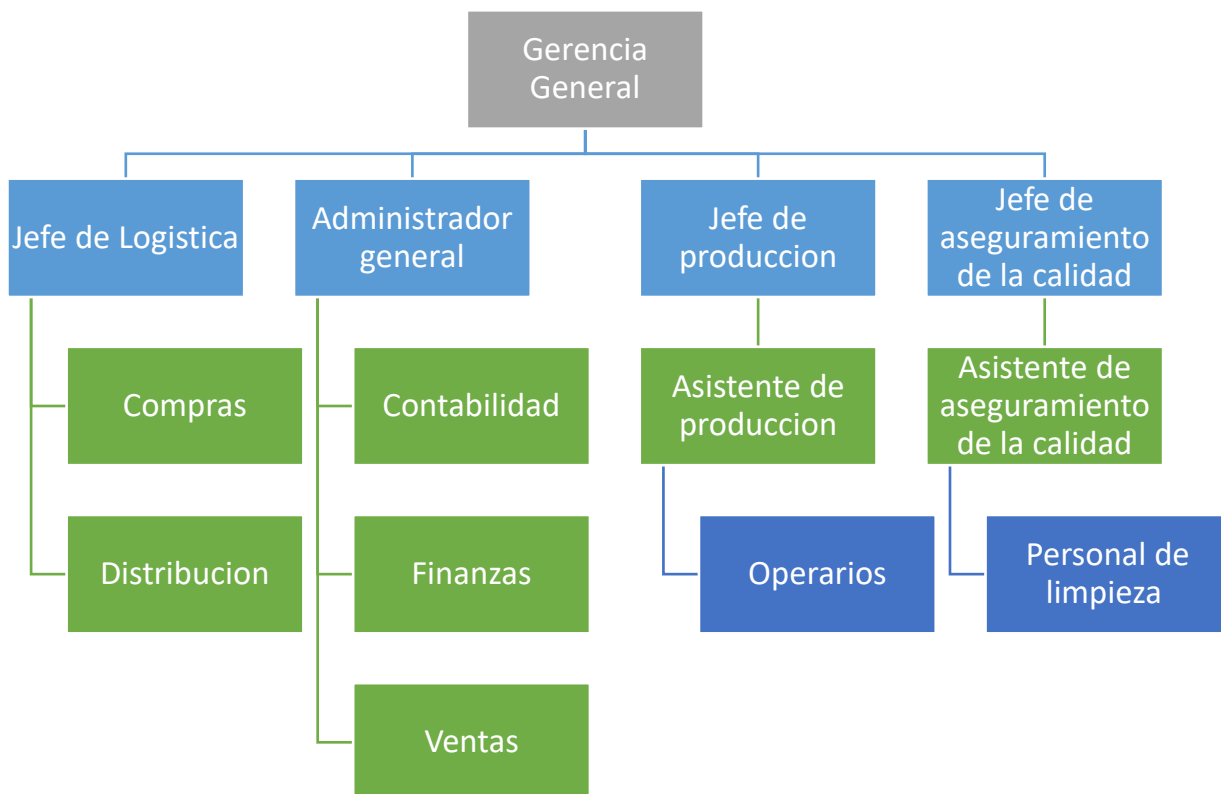 Gerencia
General
Jefe de Logistica
Administrador
general
Jefe de
produccion
Jefe de
aseguramiento
de la calidad
Compras
Contabilidad
Asistente de
produccion
Asistente de
aseguramiento
de la calidad
Distribucion
Finanzas
Operarios
Personal de
limpieza
Ventas